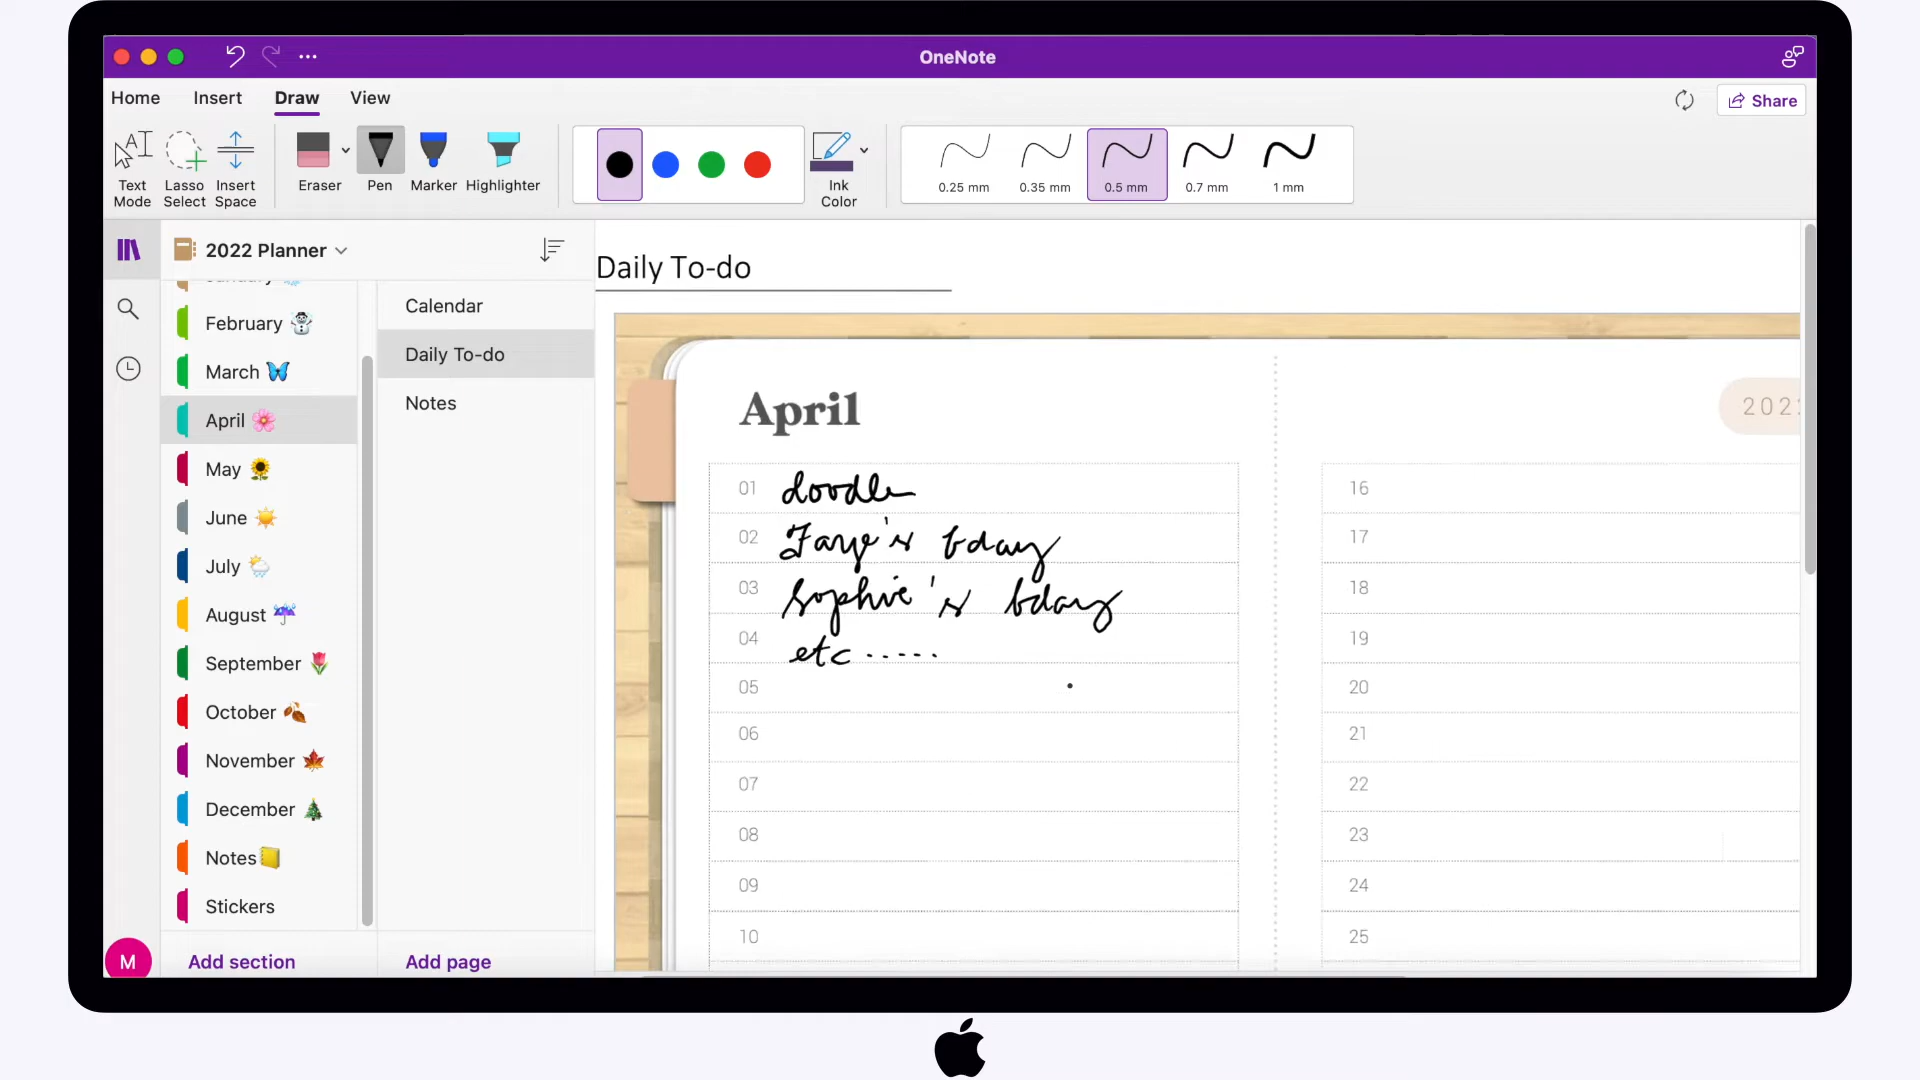 OneNote
Home Insert Draw View
Share
Text Mode
Lasso Select
Insert Space
Eraser
Pen
Marker
Highlighter
Ink Color
0.25 mm
0.35 mm
0.5 mm
0.7 mm
1 mm
2022 Planner
January
February
March
April
May
June
July
August
September
October
November
December
Notes
Stickers
Add section
M
Calendar
Daily To-do
Notes
Add page
Daily To-do
April
01 doodle
02 Faye's bday
03 Sophie's bday
04 etc .....
05
06
07
08
09
10
202
16
17
18
19
20
21
22
23
24
25